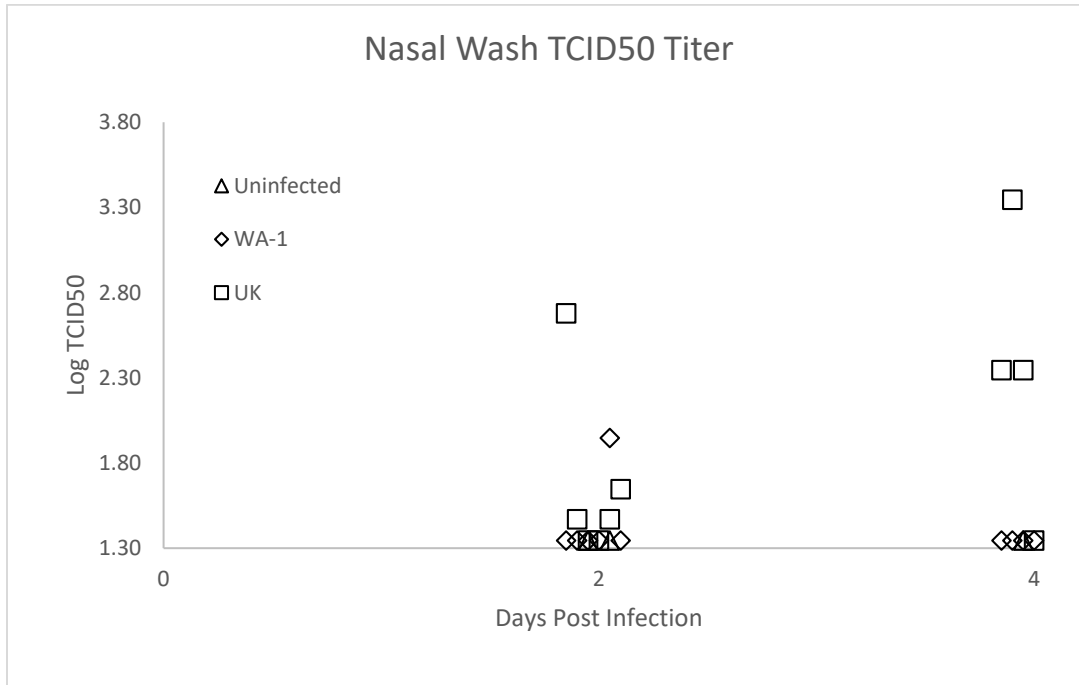 Nasal Wash TCID50 Titer
3.80
3.30
2.80
2.30
1.80
1.30
Log TCID50
Uninfected
WA-1
UK
0 2 4
Days Post Infection